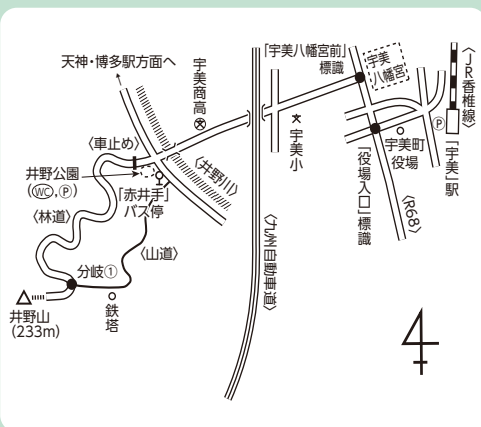 天神・博多駅方面へ
宇美商高
「宇美八幡宮前」
標識
宇美
八幡宮
〈JR香椎線〉
「宇美」駅
Ⓟ
宇美町
役場
「役場入口」標識
〈R68〉
文
宇美小
〈九州自動車道〉
〈井野川〉
〈車止め〉
井野公園
(WC, Ⓟ)
「赤井手」
バス停
〈林道〉
〈山道〉
分岐①
鉄塔
井野山
(233m)